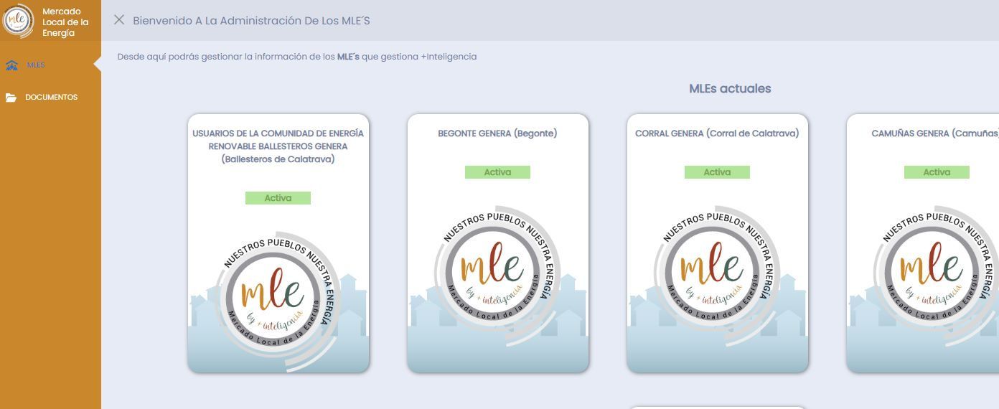 mle
Mercado
Local de la
Energía
Bienvenido A La Administración De Los MLE´S
MLES
DOCUMENTOS
Desde aquí podrás gestionar la información de los MLE´s que gestiona +Inteligencia
MLEs actuales
USUARIOS DE LA COMUNIDAD DE ENERGÍA
RENOVABLE BALLESTEROS GENERA
(Ballesteros de Calatrava)
Activa
NUESTROS PUEBLOS NUESTRA ENERGÍA
mle
by + inteligencia
Mercado Local de la Energía
BEGONTE GENERA (Begonte)
Activa
NUESTROS PUEBLOS NUESTRA ENERGÍA
mle
by + inteligencia
Mercado Local de la Energía
CORRAL GENERA (Corral de Calatrava)
Activa
NUESTROS PUEBLOS NUESTRA ENERGÍA
mle
by + inteligencia
Mercado Local de la Energía
CAMUÑAS GENERA (Camuñas)
Activa
NUESTROS PUEBLOS NUESTRA ENERGÍA
mle
by + inteligencia
Mercado Local de la Energía